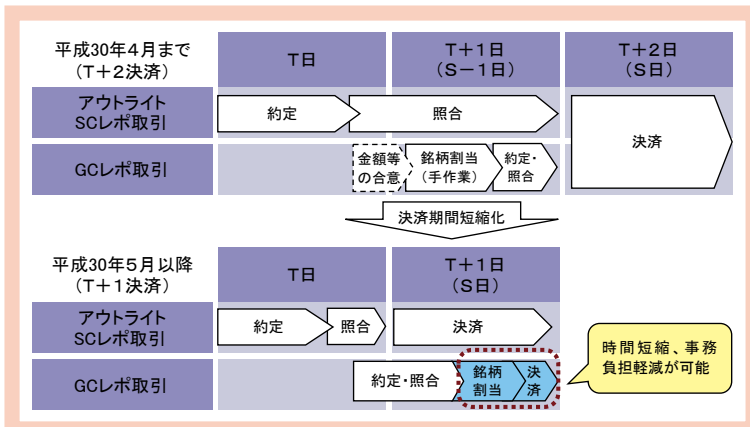 平成30年4月まで
（T＋2決済）
T日
T＋1日
（S－1日）
T＋2日
（S日）
アウトライト
SCレポ取引
約定
照合
決済
GCレポ取引
金額等
の合意
銘柄割当
（手作業）
約定・
照合
決済期間短縮化
平成30年5月以降
（T＋1決済）
T日
T＋1日
（S日）
アウトライト
SCレポ取引
約定
照合
決済
GCレポ取引
約定・照合
銘柄
割当
決
済
時間短縮、事務
負担軽減が可能